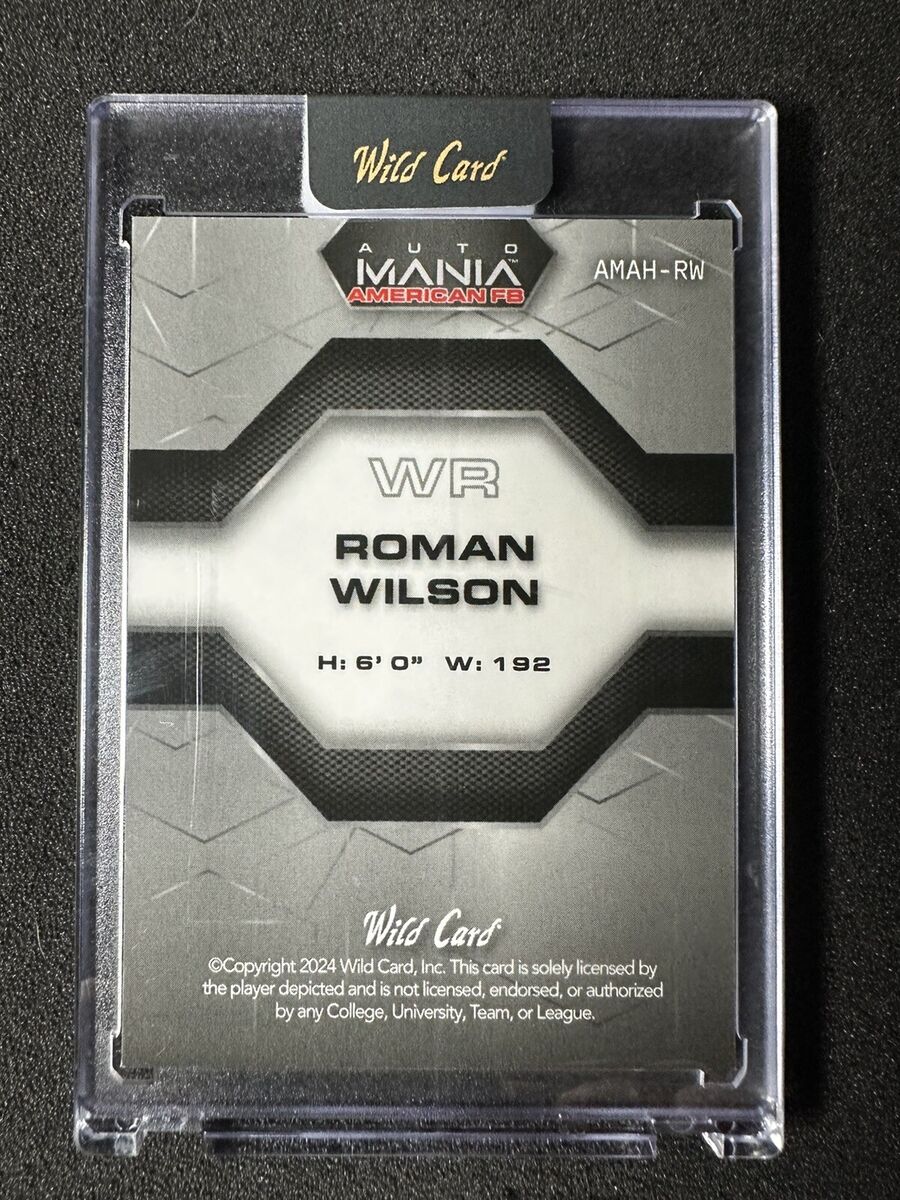 Wild Card
AUTO
MANIA™
AMERICAN FB
AMAH-RW
WR
ROMAN
WILSON
H: 6' 0" W: 192
Wild Card
©Copyright 2024 Wild Card, Inc. This card is solely licensed by
the player depicted and is not licensed, endorsed, or authorized
by any College, University, Team, or League.